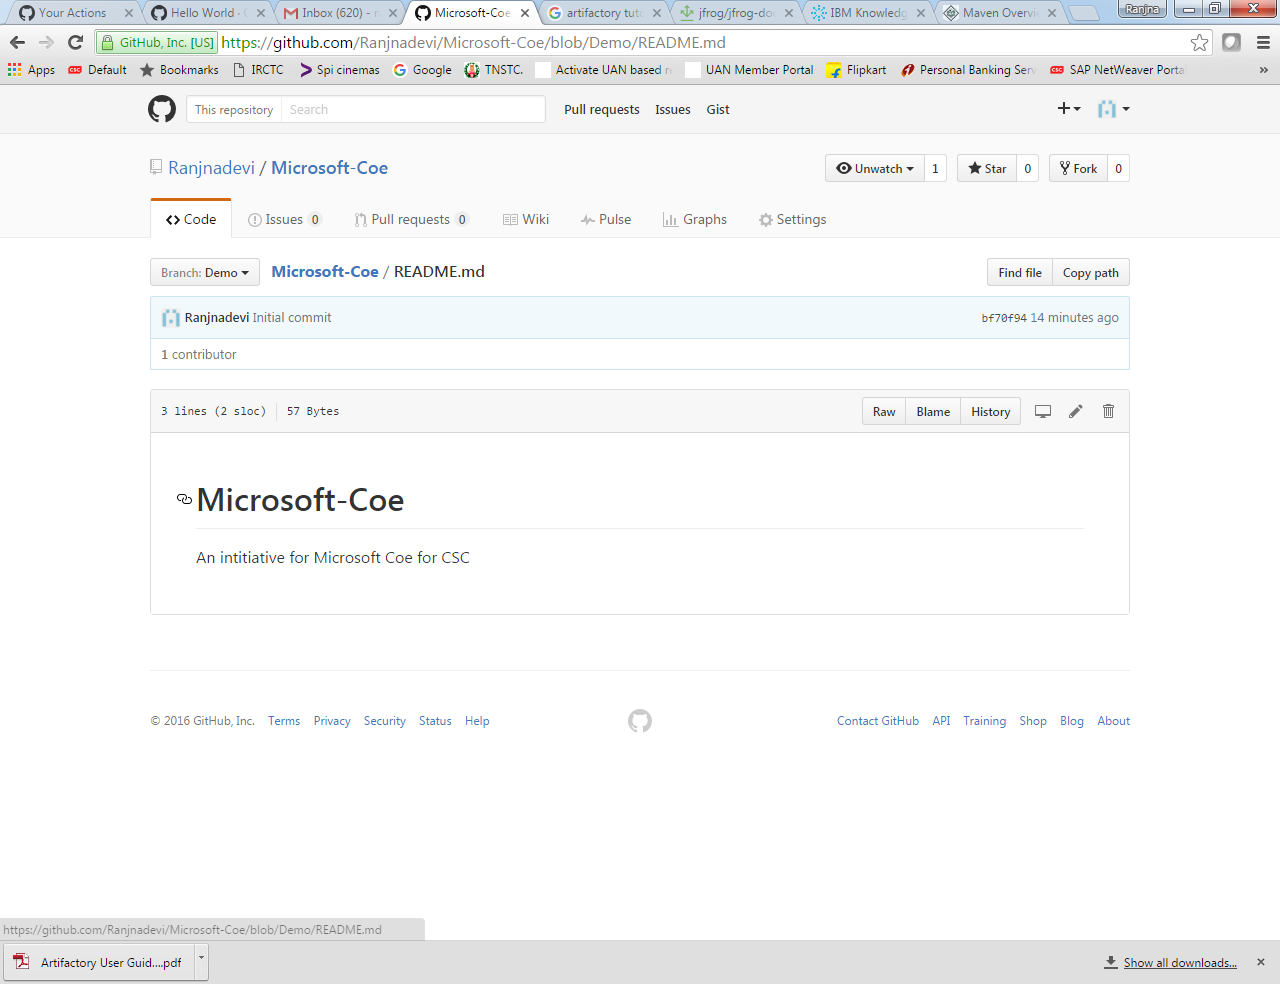 Your Actions
Hello World ·
Inbox (620) -
Microsoft-Coe
artifactory tuto
jfrog/jfrog-do
IBM Knowledg
Maven Overvie
Ranjna
GitHub, Inc. [US]
https://github.com/Ranjnadevi/Microsoft-Coe/blob/Demo/README.md
Apps
Default
Bookmarks
IRCTC
Spi cinemas
Google
TNSTC.
Activate UAN based r
UAN Member Portal
Flipkart
Personal Banking Serv
SAP NetWeaver Porta
»
This repository
Search
Pull requests
Issues
Gist
Ranjnadevi / Microsoft-Coe
Unwatch 1
Star 0
Fork 0
Code
Issues 0
Pull requests 0
Wiki
Pulse
Graphs
Settings
Branch: Demo
Microsoft-Coe / README.md
Find file
Copy path
Ranjnadevi Initial commit
bf70f94 14 minutes ago
1 contributor
3 lines (2 sloc)
57 Bytes
Raw
Blame
History
Microsoft-Coe
An intitiative for Microsoft Coe for CSC
© 2016 GitHub, Inc.
Terms
Privacy
Security
Status
Help
Contact GitHub
API
Training
Shop
Blog
About
https://github.com/Ranjnadevi/Microsoft-Coe/blob/Demo/README.md
Artifactory User Guid....pdf
Show all downloads...